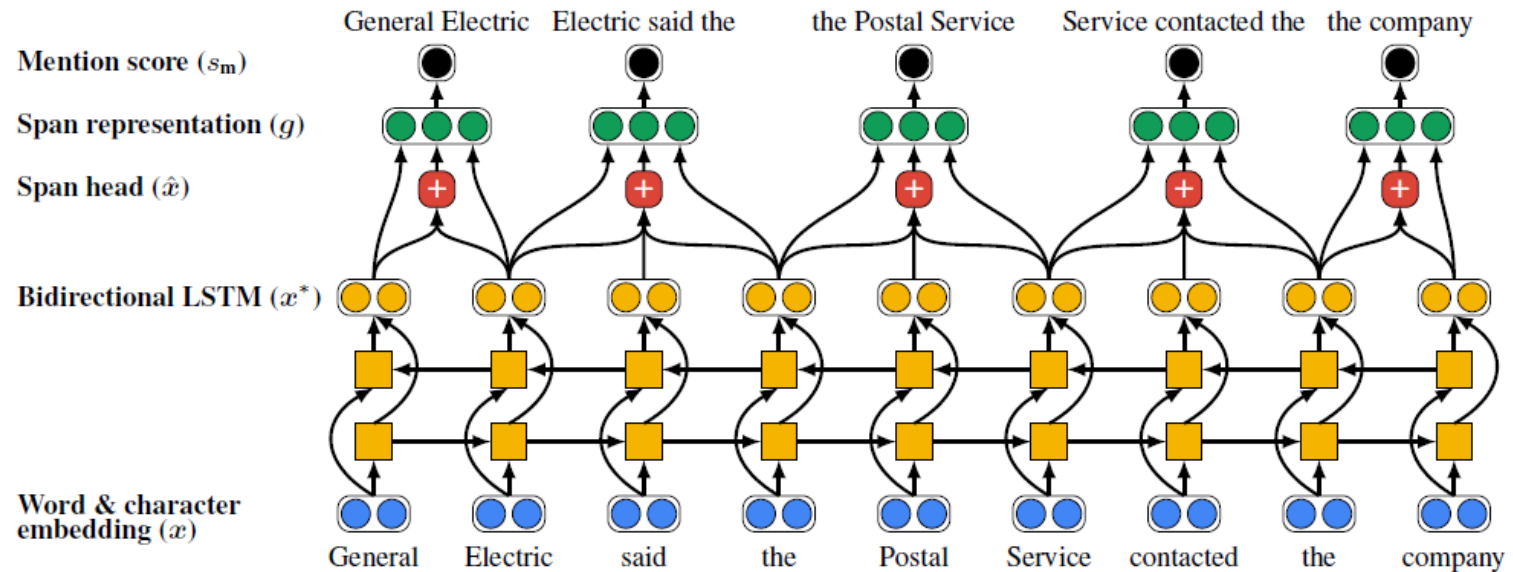 General Electric Electric said the the Postal Service Service contacted the the company
Mention score (sₘ)
Span representation (g)
+ + + + +
Span head (x̂)
Bidirectional LSTM (x*)
Word & character
embedding (x)
General Electric said the Postal Service contacted the company